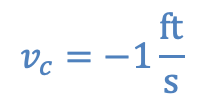 v_c = −1 ft/s